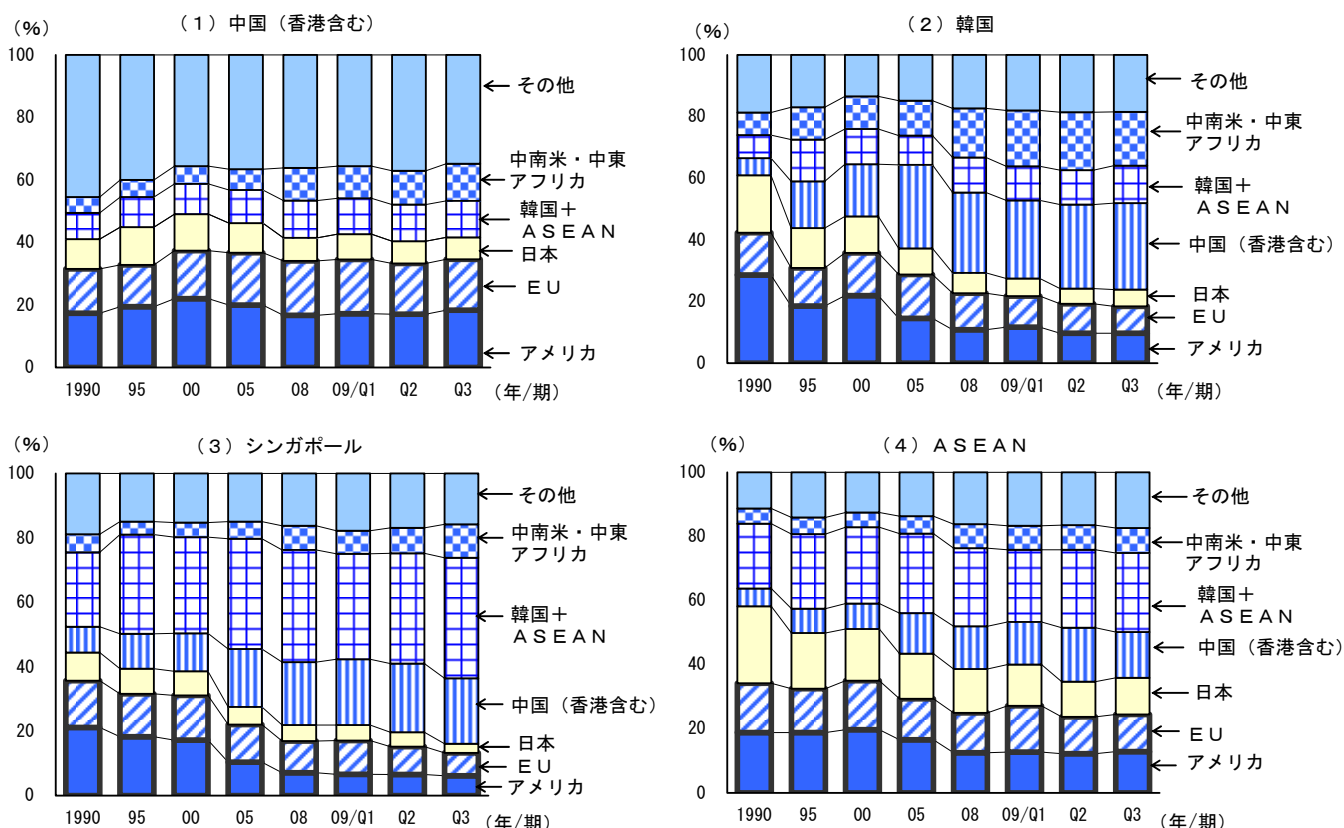 （１）中国（香港含む）
(%)
100
80
60
40
20
0
その他
中南米・中東
アフリカ
韓国＋
ＡＳＥＡＮ
日本
ＥＵ
アメリカ
1990 95 00 05 08 09/Q1 Q2 Q3 （年/期）
（２）韓国
(%)
100
80
60
40
20
0
その他
中南米・中東
アフリカ
韓国＋
ＡＳＥＡＮ
中国（香港含む）
日本
ＥＵ
アメリカ
1990 95 00 05 08 09/Q1 Q2 Q3 （年/期）
（３）シンガポール
(%)
100
80
60
40
20
0
その他
中南米・中東
アフリカ
韓国＋
ＡＳＥＡＮ
中国（香港含む）
日本
ＥＵ
アメリカ
1990 95 00 05 08 09/Q1 Q2 Q3 （年/期）
（４）ＡＳＥＡＮ
(%)
100
80
60
40
20
0
その他
中南米・中東
アフリカ
韓国＋
ＡＳＥＡＮ
中国（香港含む）
日本
ＥＵ
アメリカ
1990 95 00 05 08 09/Q1 Q2 Q3 （年/期）